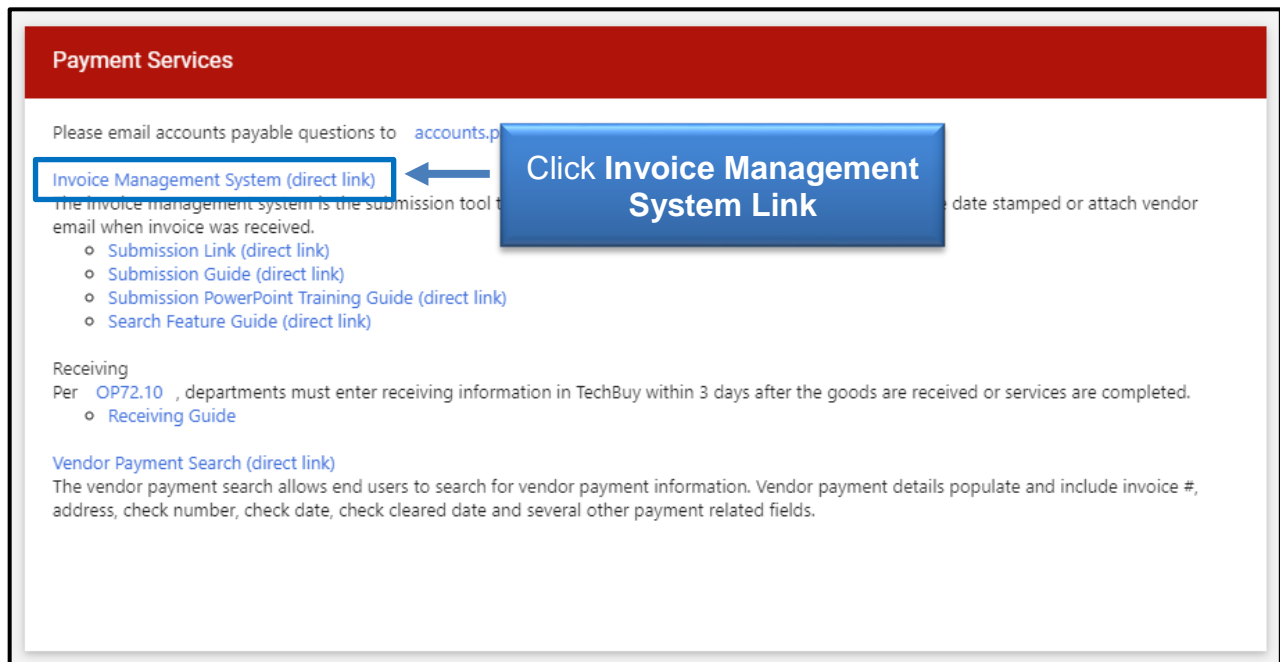 Payment Services
Please email accounts payable questions to accounts.p
Click Invoice Management
System Link
Invoice Management System (direct link)
The invoice management system is the submission tool date stamped or attach vendor
email when invoice was received.
Submission Link (direct link)
Submission Guide (direct link)
Submission PowerPoint Training Guide (direct link)
Search Feature Guide (direct link)
Receiving
Per OP72.10 , departments must enter receiving information in TechBuy within 3 days after the goods are received or services are completed.
Receiving Guide
Vendor Payment Search (direct link)
The vendor payment search allows end users to search for vendor payment information. Vendor payment details populate and include invoice #,
address, check number, check date, check cleared date and several other payment related fields.